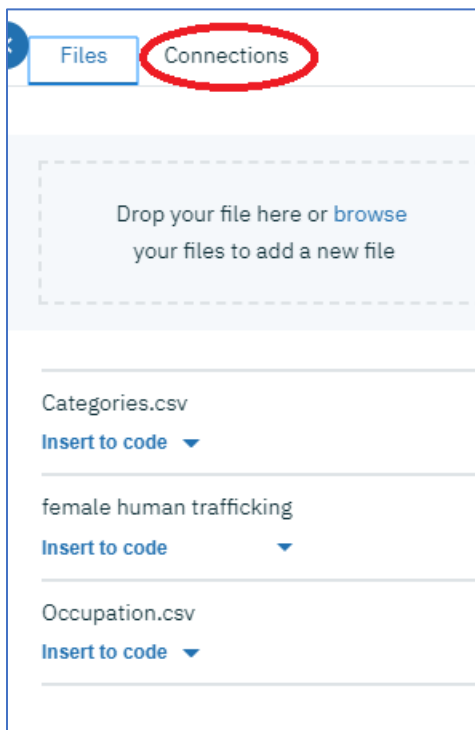 Files
Connections
Drop your file here or browse
your files to add a new file
Categories.csv
Insert to code
female human trafficking
Insert to code
Occupation.csv
Insert to code